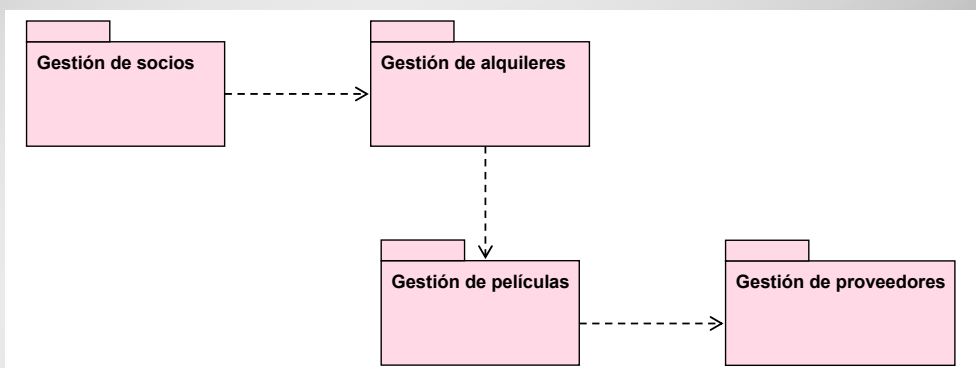 Gestión de socios
Gestión de alquileres
Gestión de películas
Gestión de proveedores